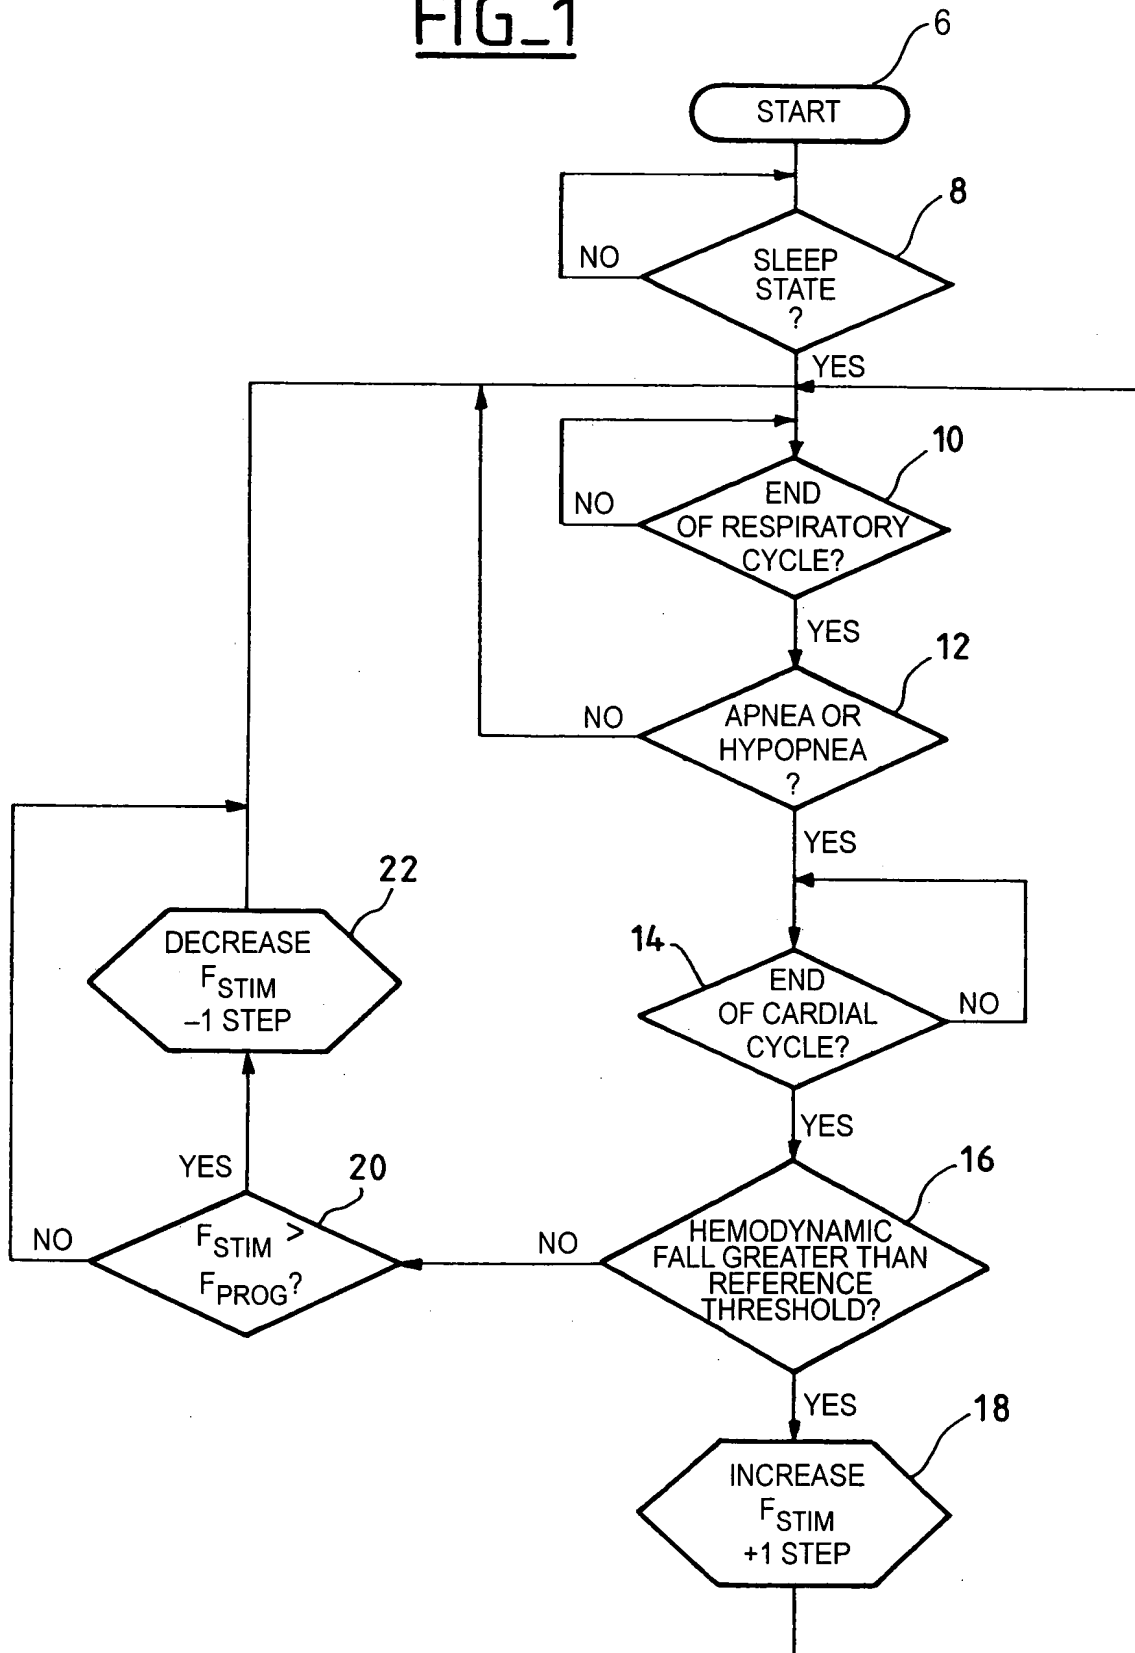 FIG_1
6
START
8
NO
SLEEP
STATE
?
YES
10
END
OF RESPIRATORY
CYCLE?
NO
YES
12
NO
APNEA OR
HYPOPNEA
?
YES
22
DECREASE
FSTIM
–1 STEP
14
END
OF CARDIAL
CYCLE?
NO
YES
YES
20
16
NO
FSTIM >
FPROG?
NO
HEMODYNAMIC
FALL GREATER THAN
REFERENCE
THRESHOLD?
YES
18
INCREASE
FSTIM
+1 STEP